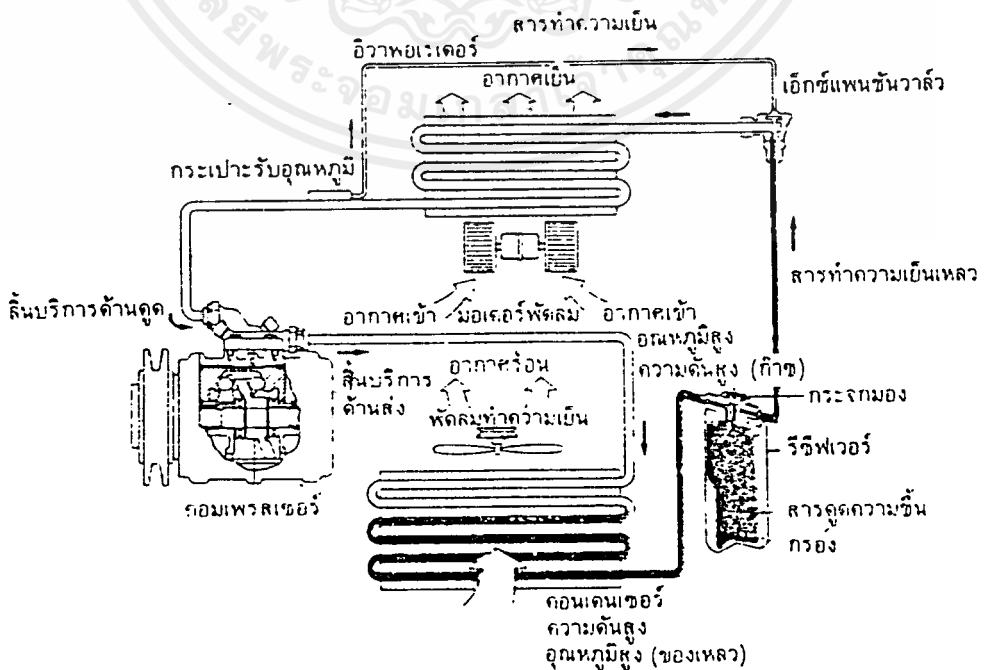 สารทำความเย็น
อิวาพอเรเตอร์
อากาศเย็น
เอ็กซ์แพนชันวาล์ว
กระเปาะรับอุณหภูมิ
สารทำความเย็นเหลว
ลิ้นบริการด้านดูด
อากาศเข้า
มอเตอร์พัดลม
อากาศเข้า
อุณหภูมิสูง
ความดันสูง (ก๊าซ)
อากาศร้อน
ลิ้นบริการ
ด้านส่ง
พัดลมทำความเย็น
กระจกมอง
รีซีฟเวอร์
สารดูดความชื้น
กรอง
คอมเพรสเซอร์
คอนเดนเซอร์
ความดันสูง
อุณหภูมิสูง (ของเหลว)